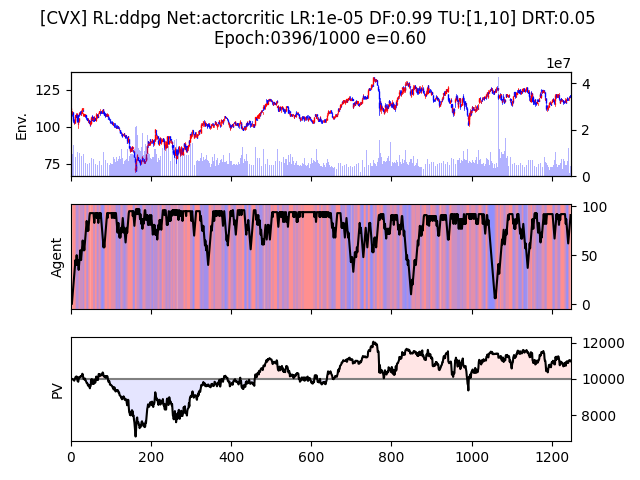 [CVX] RL:ddpg Net:actorcritic LR:1e-05 DF:0.99 TU:[1,10] DRT:0.05
Epoch:0396/1000 e=0.60
1e7
125
100
75
Env.
4
2
0
Agent
100
50
0
PV
12000
10000
8000
0 200 400 600 800 1000 1200